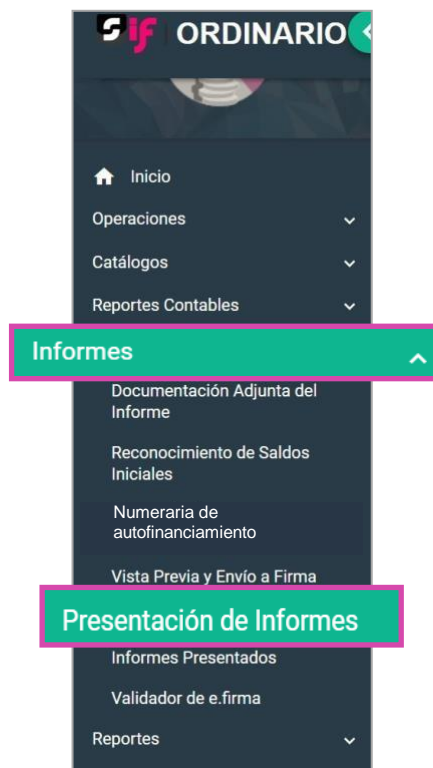 Sif ORDINARIO
Inicio
Operaciones
Catálogos
Reportes Contables
Informes
Documentación Adjunta del
Informe
Reconocimiento de Saldos
Iniciales
Numeraria de
autofinanciamiento
Vista Previa y Envío a Firma
Presentación de Informes
Informes Presentados
Validador de e.firma
Reportes